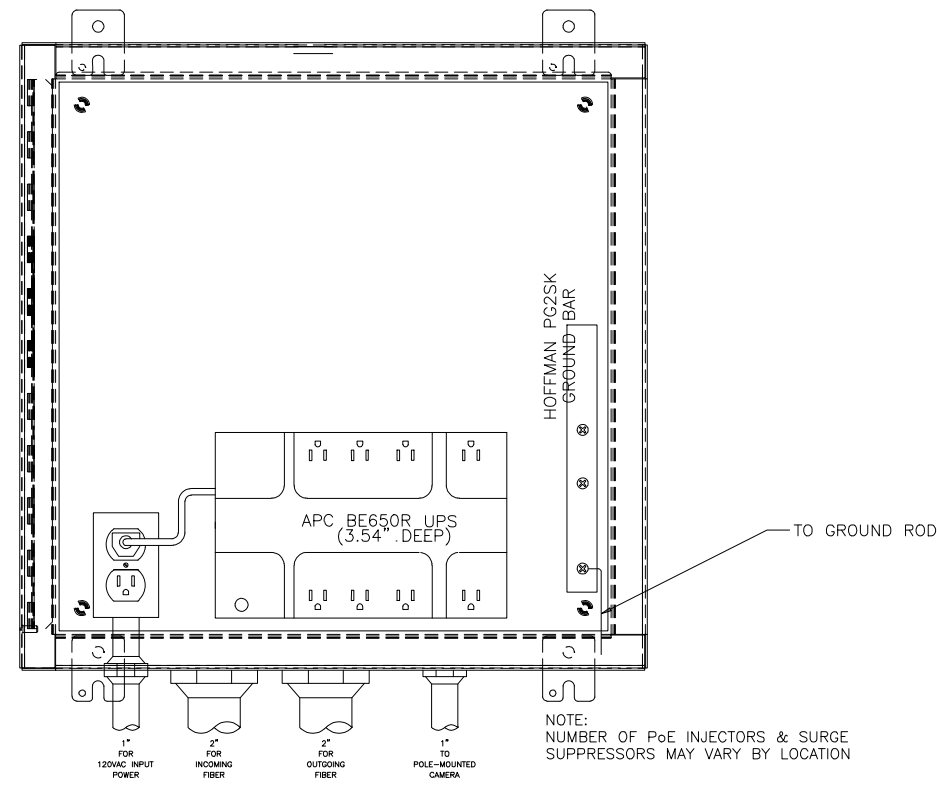 HOFFMAN PG2SK
GROUND BAR
APC BE650R UPS
(3.54" .DEEP)
TO GROUND ROD
1"
FOR
120VAC INPUT
POWER
2"
FOR
INCOMING
FIBER
2"
FOR
OUTGOING
FIBER
1"
TO
POLE-MOUNTED
CAMERA
NOTE:
NUMBER OF PoE INJECTORS & SURGE
SUPPRESSORS MAY VARY BY LOCATION